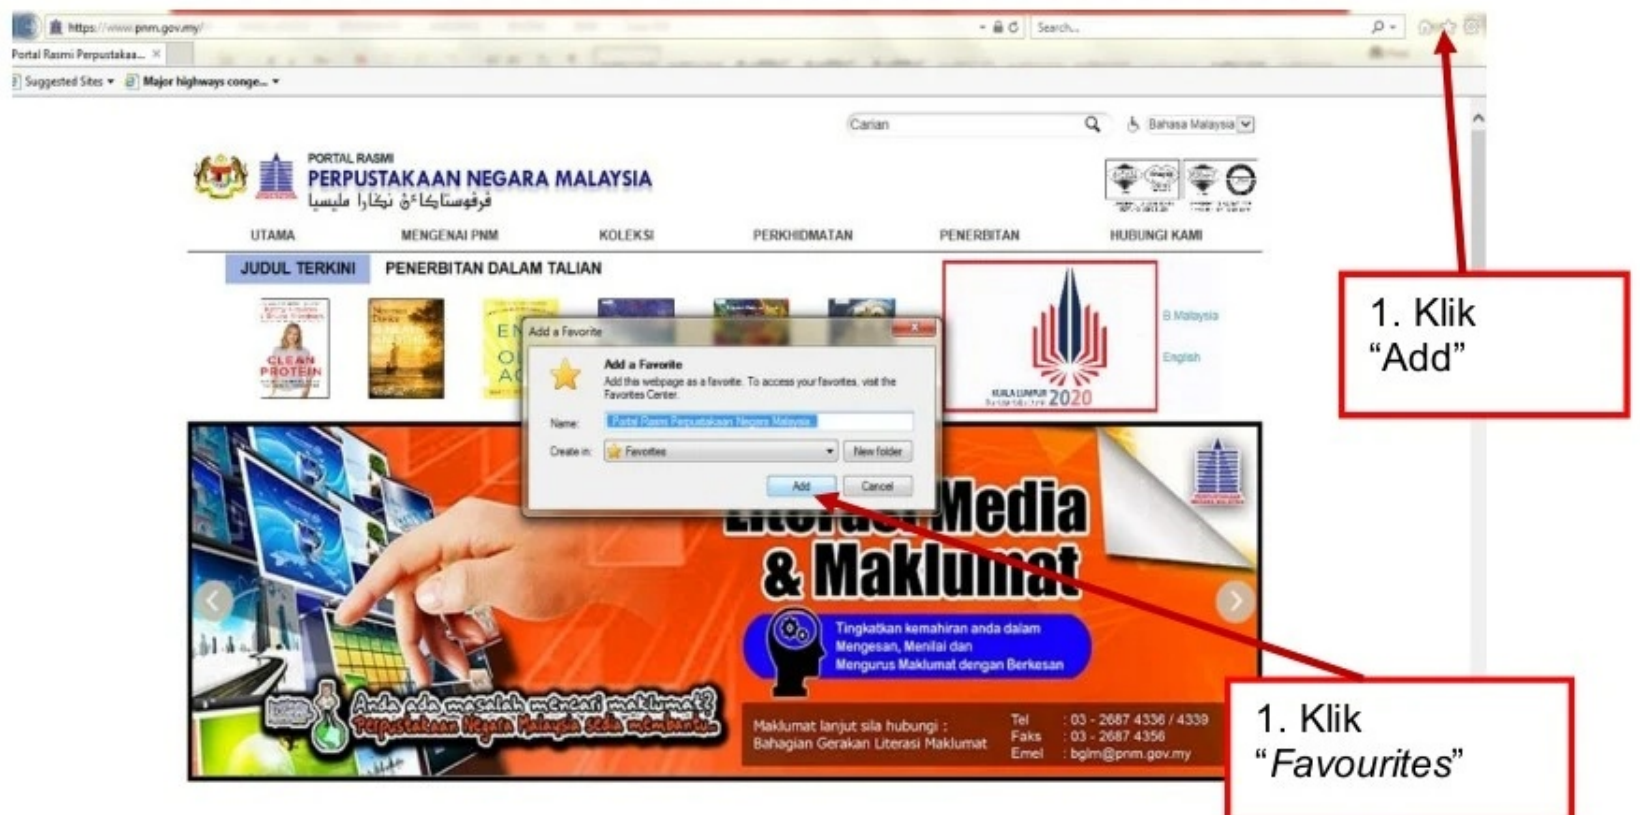 https://www.pnm.gov.my/
Search...
Portal Rasmi Perpustakaa...
Suggested Sites
Major highways conge...
Carian
Bahasa Malaysia
PORTAL RASMI
PERPUSTAKAAN NEGARA MALAYSIA
ڤرڤوستاكاءن نݢارا مليسيا
UTAMA MENGENAI PNM KOLEKSI PERKHIDMATAN PENERBITAN HUBUNGI KAMI
JUDUL TERKINI PENERBITAN DALAM TALIAN
CLEAN
PROTEIN
B.Malaysia
English
KUALA LUMPUR
2020
Add a Favorite
Add a Favorite
Add this webpage as a favorite. To access your favorites, visit the
Favorites Center.
Name: Portal Rasmi Perpustakaan Negara Malaysia
Create in: Favorites New folder
Add Cancel
1. Klik
“Add”
Literasi Media
& Maklumat
Tingkatkan kemahiran anda dalam
Mengesan, Menilai dan
Mengurus Maklumat dengan Berkesan
Anda ada masalah mencari maklumat?
Perpustakaan Negara Malaysia sedia membantu...
Maklumat lanjut sila hubungi :
Bahagian Gerakan Literasi Maklumat
Tel : 03 - 2687 4336 / 4339
Faks : 03 - 2687 4356
Emel : bglm@pnm.gov.my
1. Klik
“Favourites”